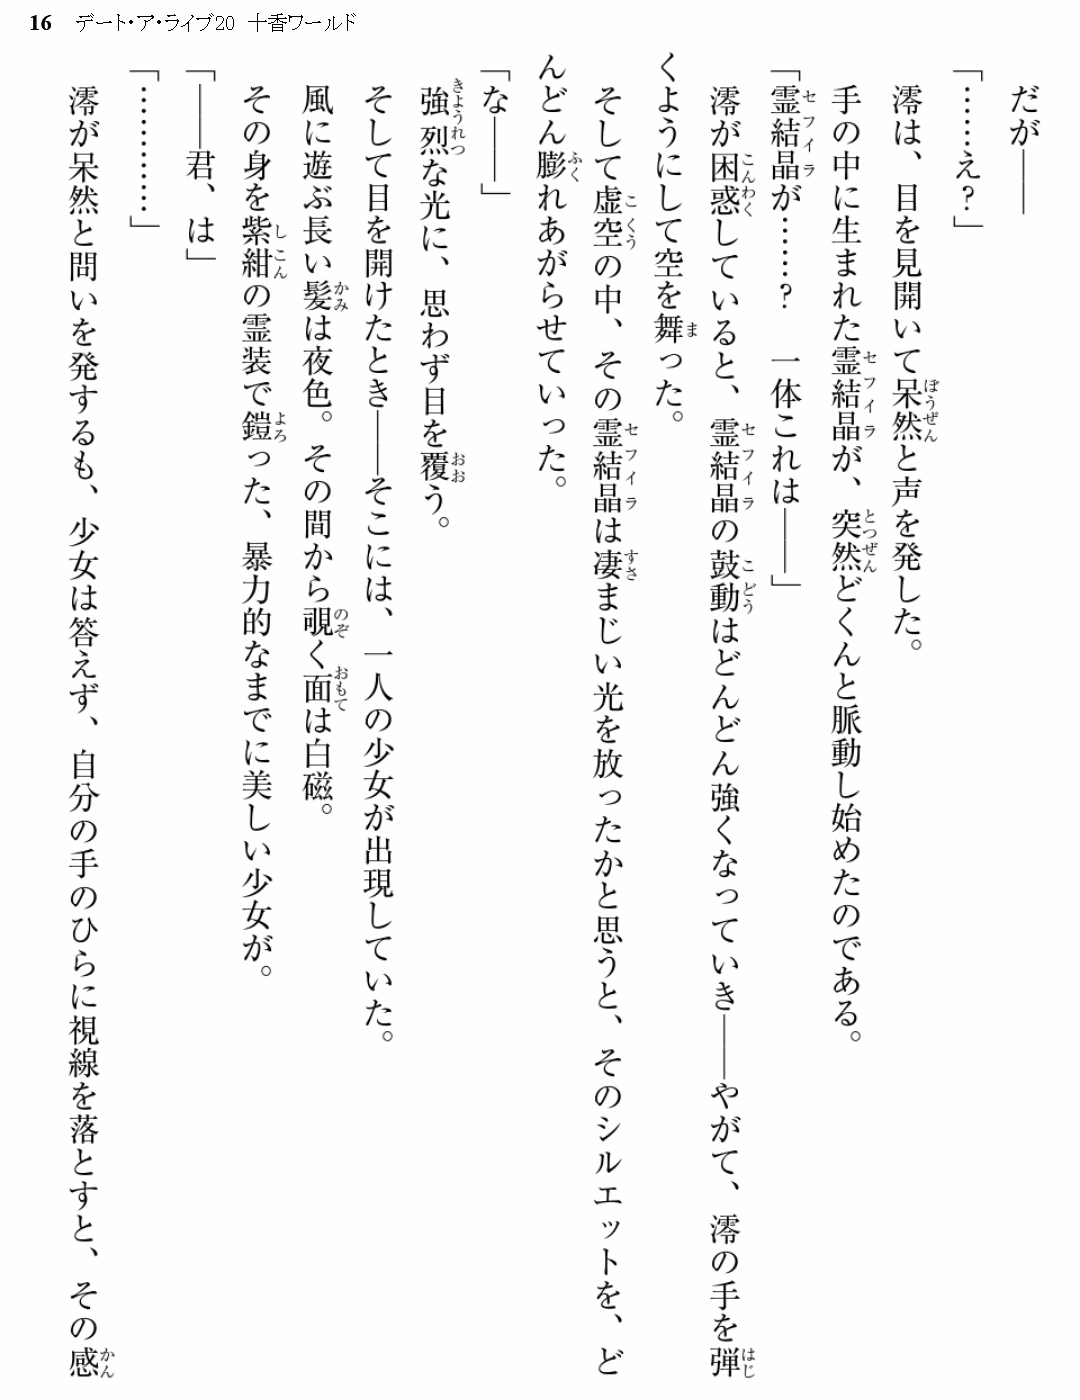 16 デート・ア・ライブ20 十香ワールド
だが――
「……え？」
澪は、目を見開いて呆然と声を発した。
手の中に生まれた霊結晶が、突然どくんと脈動し始めたのである。
「霊結晶が……？　一体これは――」
澪が困惑していると、霊結晶の鼓動はどんどん強くなっていき――やがて、澪の手を弾
くようにして空を舞った。
そして虚空の中、その霊結晶は凄まじい光を放ったかと思うと、そのシルエットを、ど
んどん膨れあがらせていった。
「な――」
強烈な光に、思わず目を覆う。
そして目を開けたとき――そこには、一人の少女が出現していた。
風に遊ぶ長い髪は夜色。その間から覗く面は白磁。
その身を紫紺の霊装で鎧った、暴力的なまでに美しい少女が。
「――君、は」
「…………」
澪が呆然と問いを発するも、少女は答えず、自分の手のひらに視線を落とすと、その感